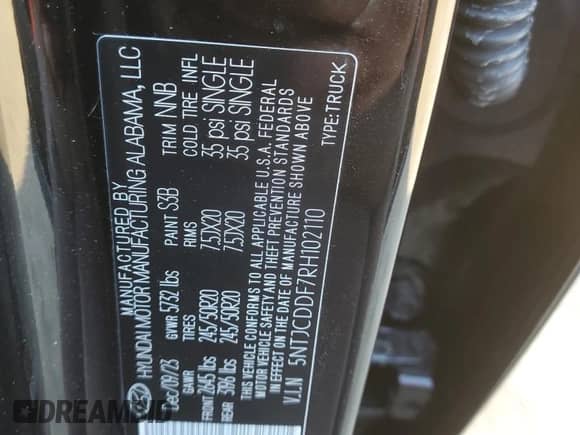 MANUFACTURED BY
HYUNDAI MOTOR MANUFACTURING ALABAMA, LLC
Dec/09/23 GVWR 5732 lbs PAINT S3B TRIM NNB
GAWR TIRES RIMS COLD TIRE INFL
FRONT 2645 lbs 245/50R20 7.5JX20 35 psi SINGLE
REAR 3196 lbs 245/50R20 7.5JX20 35 psi SINGLE
THIS VEHICLE CONFORMS TO ALL APPLICABLE U.S.A. FEDERAL
MOTOR VEHICLE SAFETY AND THEFT PREVENTION STANDARDS
IN EFFECT ON THE DATE OF MANUFACTURE SHOWN ABOVE
V.I.N 5NTJCDDF7RH102110 TYPE:TRUCK
DREAMBID